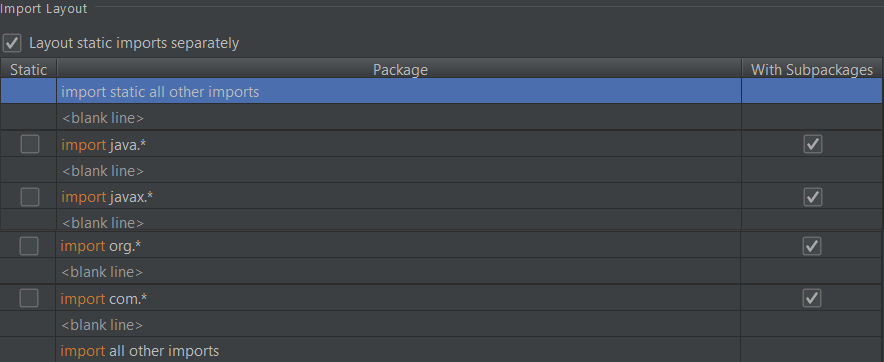 Import Layout
Layout static imports separately
Static Package With Subpackages
import static all other imports
<blank line>
import java.*
<blank line>
import javax.*
<blank line>
import org.*
<blank line>
import com.*
<blank line>
import all other imports